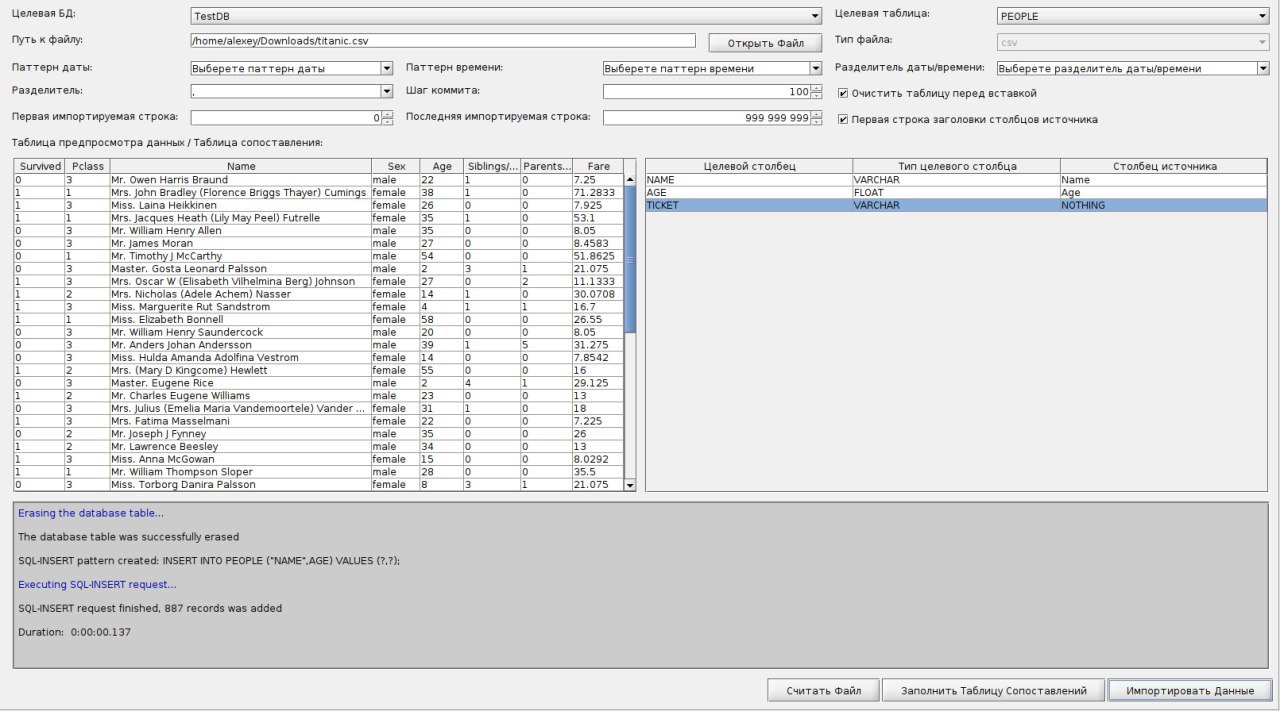 Целевая БД: TestDB Целевая таблица: PEOPLE
Путь к файлу: /home/alexey/Downloads/titanic.csv Открыть Файл Тип файла: csv
Паттерн даты: Выберете паттерн даты Паттерн времени: Выберете паттерн времени Разделитель даты/времени: Выберете разделитель даты/времени
Разделитель: , Шаг коммита: 100 Очистить таблицу перед вставкой
Первая импортируемая строка: 0 Последняя импортируемая строка: 999 999 999 Первая строка заголовки столбцов источника
Таблица предпросмотра данных / Таблица сопоставления:
Survived Pclass Name Sex Age Siblings/... Parents... Fare
0 3 Mr. Owen Harris Braund male 22 1 0 7.25
1 1 Mrs. John Bradley (Florence Briggs Thayer) Cumings female 38 1 0 71.2833
1 3 Miss. Laina Heikkinen female 26 0 0 7.925
1 1 Mrs. Jacques Heath (Lily May Peel) Futrelle female 35 1 0 53.1
0 3 Mr. William Henry Allen male 35 0 0 8.05
0 3 Mr. James Moran male 27 0 0 8.4583
0 1 Mr. Timothy J McCarthy male 54 0 0 51.8625
0 3 Master. Gosta Leonard Palsson male 2 3 1 21.075
1 3 Mrs. Oscar W (Elisabeth Vilhelmina Berg) Johnson female 27 0 2 11.1333
1 2 Mrs. Nicholas (Adele Achem) Nasser female 14 1 0 30.0708
1 3 Miss. Marguerite Rut Sandstrom female 4 1 1 16.7
1 1 Miss. Elizabeth Bonnell female 58 0 0 26.55
0 3 Mr. William Henry Saundercock male 20 0 0 8.05
0 3 Mr. Anders Johan Andersson male 39 1 5 31.275
0 3 Miss. Hulda Amanda Adolfina Vestrom female 14 0 0 7.8542
1 2 Mrs. (Mary D Kingcome) Hewlett female 55 0 0 16
0 3 Master. Eugene Rice male 2 4 1 29.125
1 2 Mr. Charles Eugene Williams male 23 0 0 13
0 3 Mrs. Julius (Emelia Maria Vandemoortele) Vander ... female 31 1 0 18
1 3 Mrs. Fatima Masselmani female 22 0 0 7.225
0 2 Mr. Joseph J Fynney male 35 0 0 26
1 2 Mr. Lawrence Beesley male 34 0 0 13
1 3 Miss. Anna McGowan female 15 0 0 8.0292
1 1 Mr. William Thompson Sloper male 28 0 0 35.5
0 3 Miss. Torborg Danira Palsson female 8 3 1 21.075
Целевой столбец Тип целевого столбца Столбец источника
NAME VARCHAR Name
AGE FLOAT Age
TICKET VARCHAR NOTHING
Erasing the database table...
The database table was successfully erased
SQL-INSERT pattern created: INSERT INTO PEOPLE ("NAME",AGE) VALUES (?,?);
Executing SQL-INSERT request...
SQL-INSERT request finished, 887 records was added
Duration: 0:00:00.137
Считать Файл Заполнить Таблицу Сопоставлений Импортировать Данные